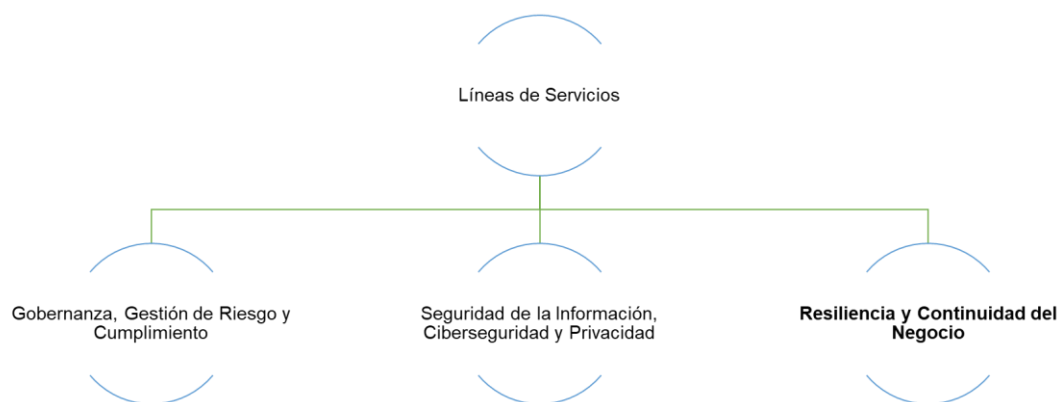 Líneas de Servicios
Gobernanza, Gestión de Riesgo y
Cumplimiento
Seguridad de la Información,
Ciberseguridad y Privacidad
Resiliencia y Continuidad del
Negocio